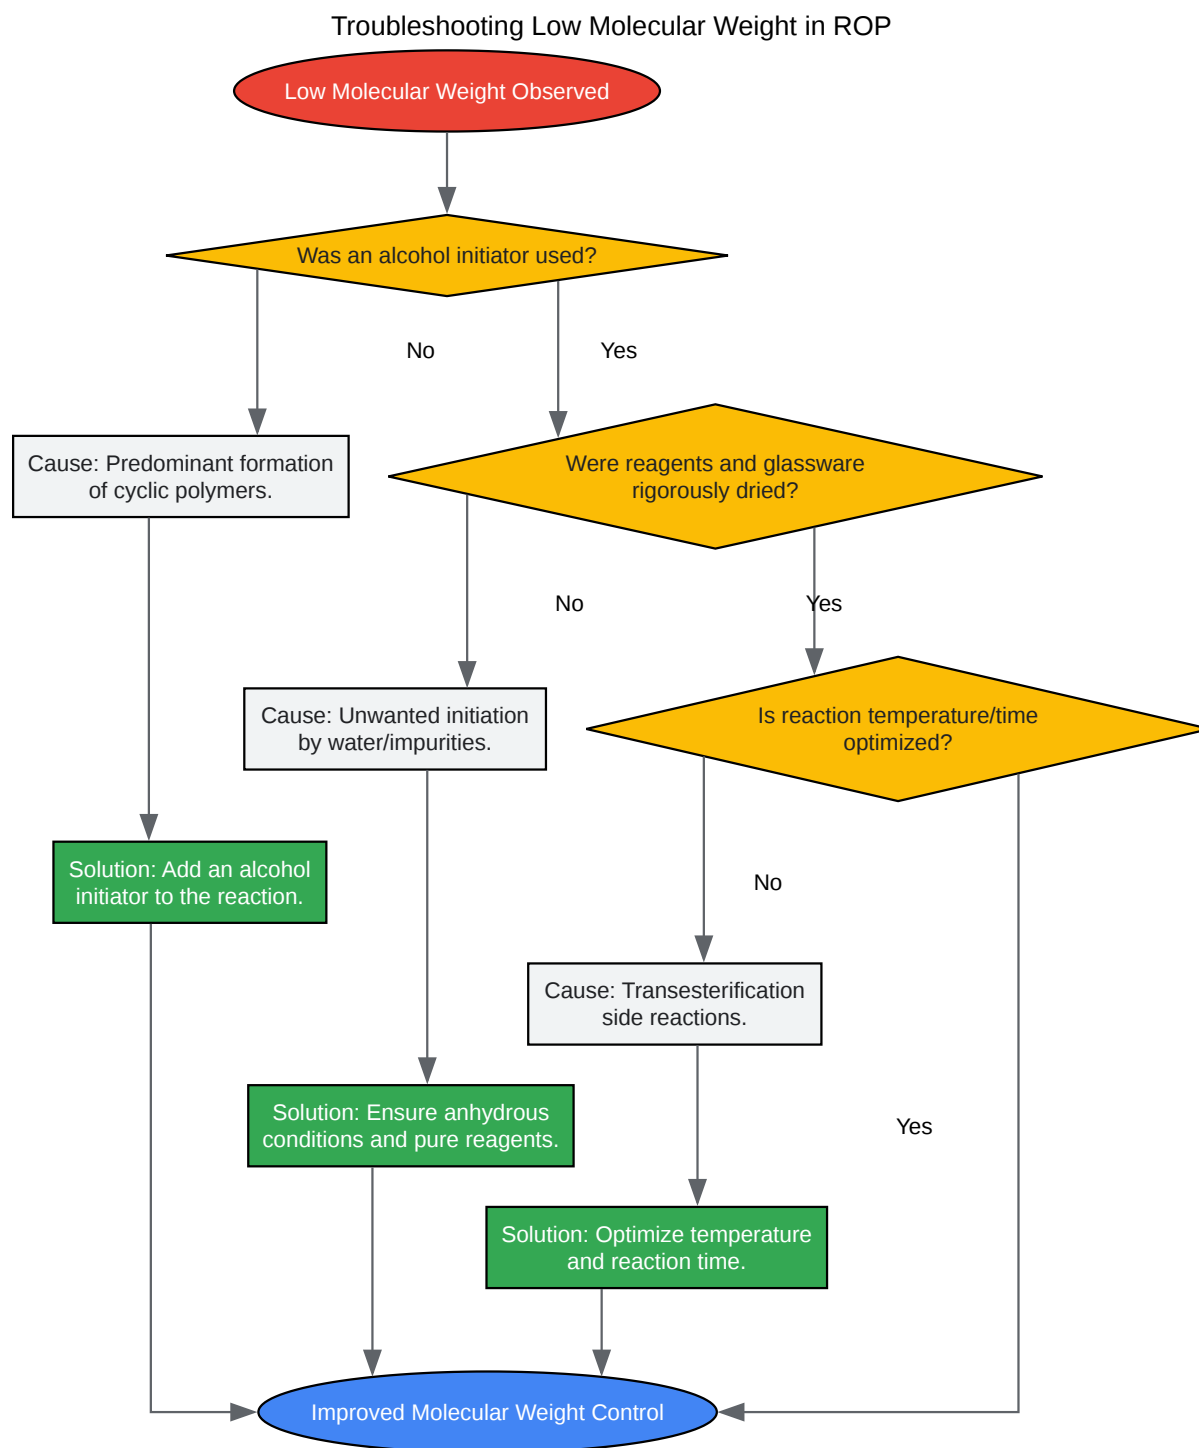 Troubleshooting Low Molecular Weight in ROP
Low Molecular Weight Observed
Was an alcohol initiator used?
No
Yes
Cause: Predominant formation
of cyclic polymers.
Were reagents and glassware
rigorously dried?
No
Yes
Cause: Unwanted initiation
by water/impurities.
Is reaction temperature/time
optimized?
Solution: Add an alcohol
initiator to the reaction.
No
Cause: Transesterification
side reactions.
Solution: Ensure anhydrous
conditions and pure reagents.
Yes
Solution: Optimize temperature
and reaction time.
Improved Molecular Weight Control